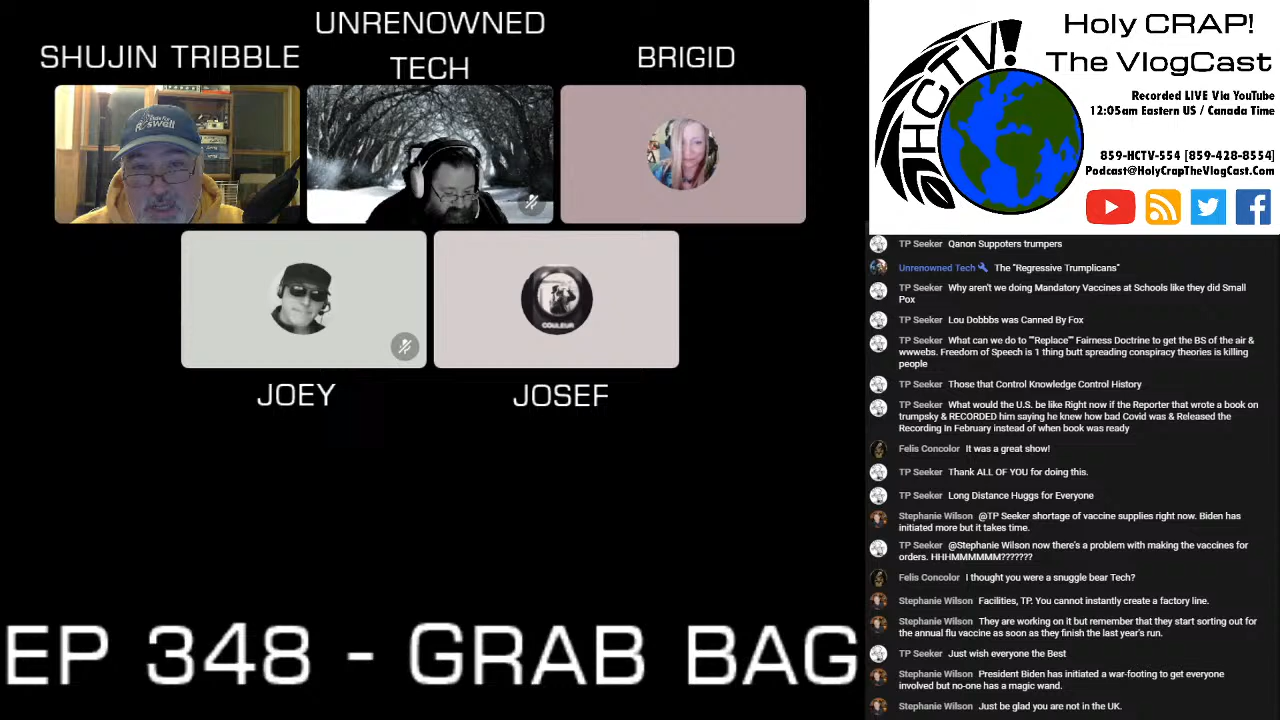 SHUJIN TRIBBLE
UNRENOWNED
TECH
BRIGID
JOEY
JOSEF
COULEUR
Roswell
EP 348 - GRAB BAG
HCTV!
Holy CRAP!
The VlogCast
Recorded LIVE Via YouTube
12:05am Eastern US / Canada Time
859-HCTV-554 [859-428-8554]
Podcast@HolyCrapTheVlogCast.Com
TP Seeker Qanon Suppoters trumpers
Unrenowned Tech The "Regressive Trumplicans"
TP Seeker Why aren't we doing Mandatory Vaccines at Schools like they did Small
Pox
TP Seeker Lou Dobbbs was Canned By Fox
TP Seeker What can we do to ""Replace"" Fairness Doctrine to get the BS of the air &
wwwebs. Freedom of Speech is 1 thing butt spreading conspiracy theories is killing
people
TP Seeker Those that Control Knowledge Control History
TP Seeker What would the U.S. be like Right now if the Reporter that wrote a book on
trumpsky & RECORDED him saying he knew how bad Covid was & Released the
Recording In February instead of when book was ready
Felis Concolor It was a great show!
TP Seeker Thank ALL OF YOU for doing this.
TP Seeker Long Distance Huggs for Everyone
Stephanie Wilson @TP Seeker shortage of vaccine supplies right now. Biden has
initiated more but it takes time.
TP Seeker @Stephanie Wilson now there's a problem with making the vaccines for
orders. HHHMMMMMM???????
Felis Concolor I thought you were a snuggle bear Tech?
Stephanie Wilson Facilities, TP. You cannot instantly create a factory line.
Stephanie Wilson They are working on it but remember that they start sorting out for
the annual flu vaccine as soon as they finish the last year's run.
TP Seeker Just wish everyone the Best
Stephanie Wilson President Biden has initiated a war-footing to get everyone
involved but no-one has a magic wand.
Stephanie Wilson Just be glad you are not in the UK.